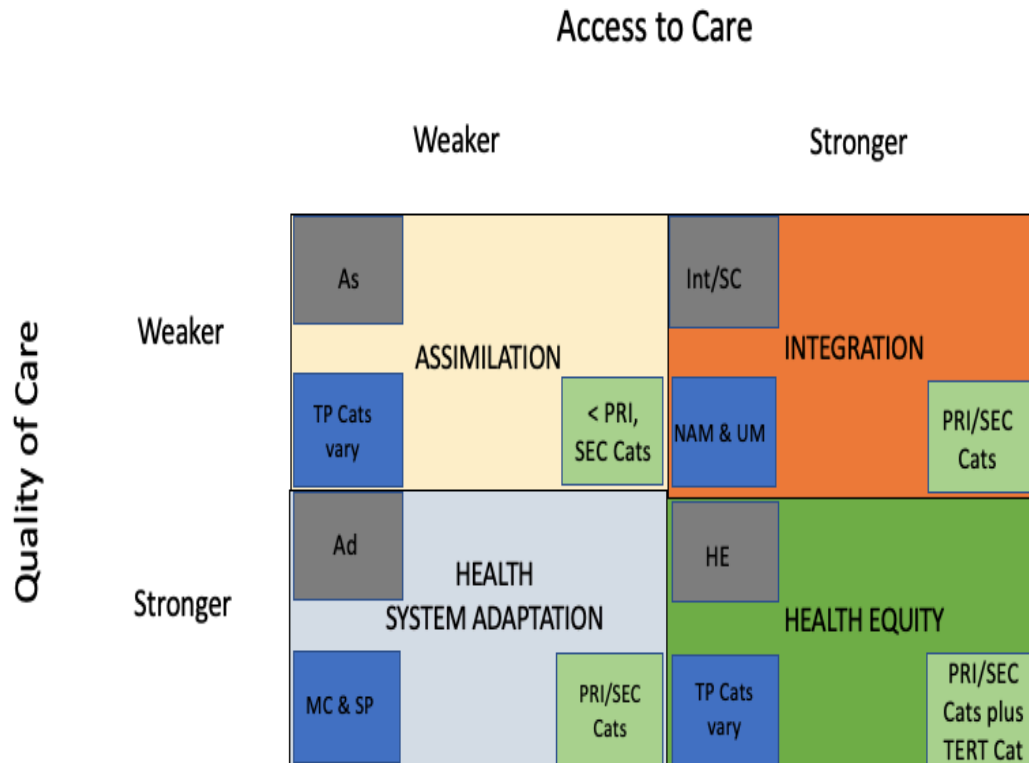 Access to Care
Weaker
Stronger
Quality of Care
Weaker
As
ASSIMILATION
TP Cats
vary
< PRI,
SEC Cats
Int/SC
INTEGRATION
NAM & UM
PRI/SEC
Cats
Stronger
Ad
HEALTH
SYSTEM ADAPTATION
MC & SP
PRI/SEC
Cats
HE
HEALTH EQUITY
TP Cats
vary
PRI/SEC
Cats plus
TERT Cat